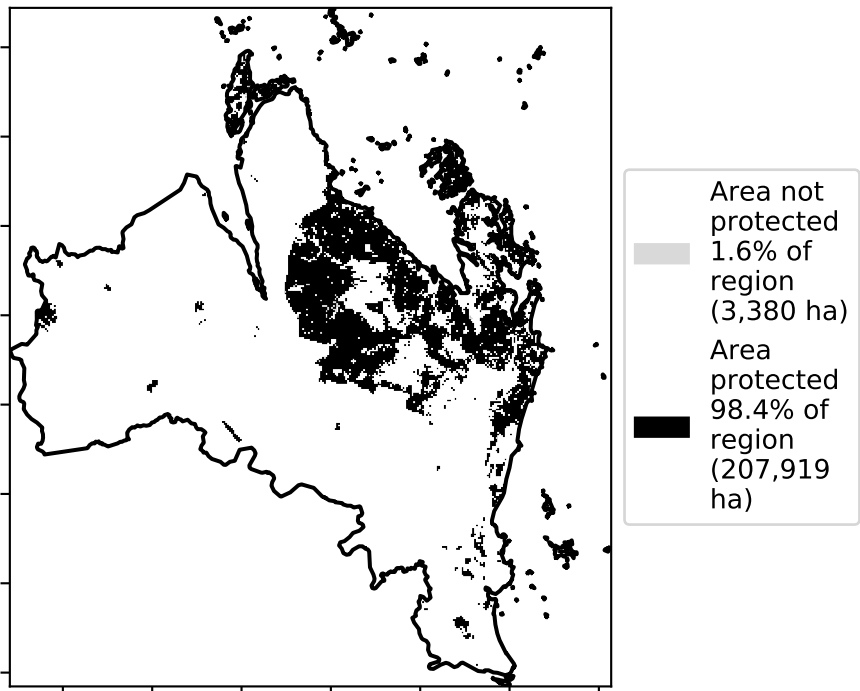 Area not
protected
1.6% of
region
(3,380 ha)
Area
protected
98.4% of
region
(207,919
ha)